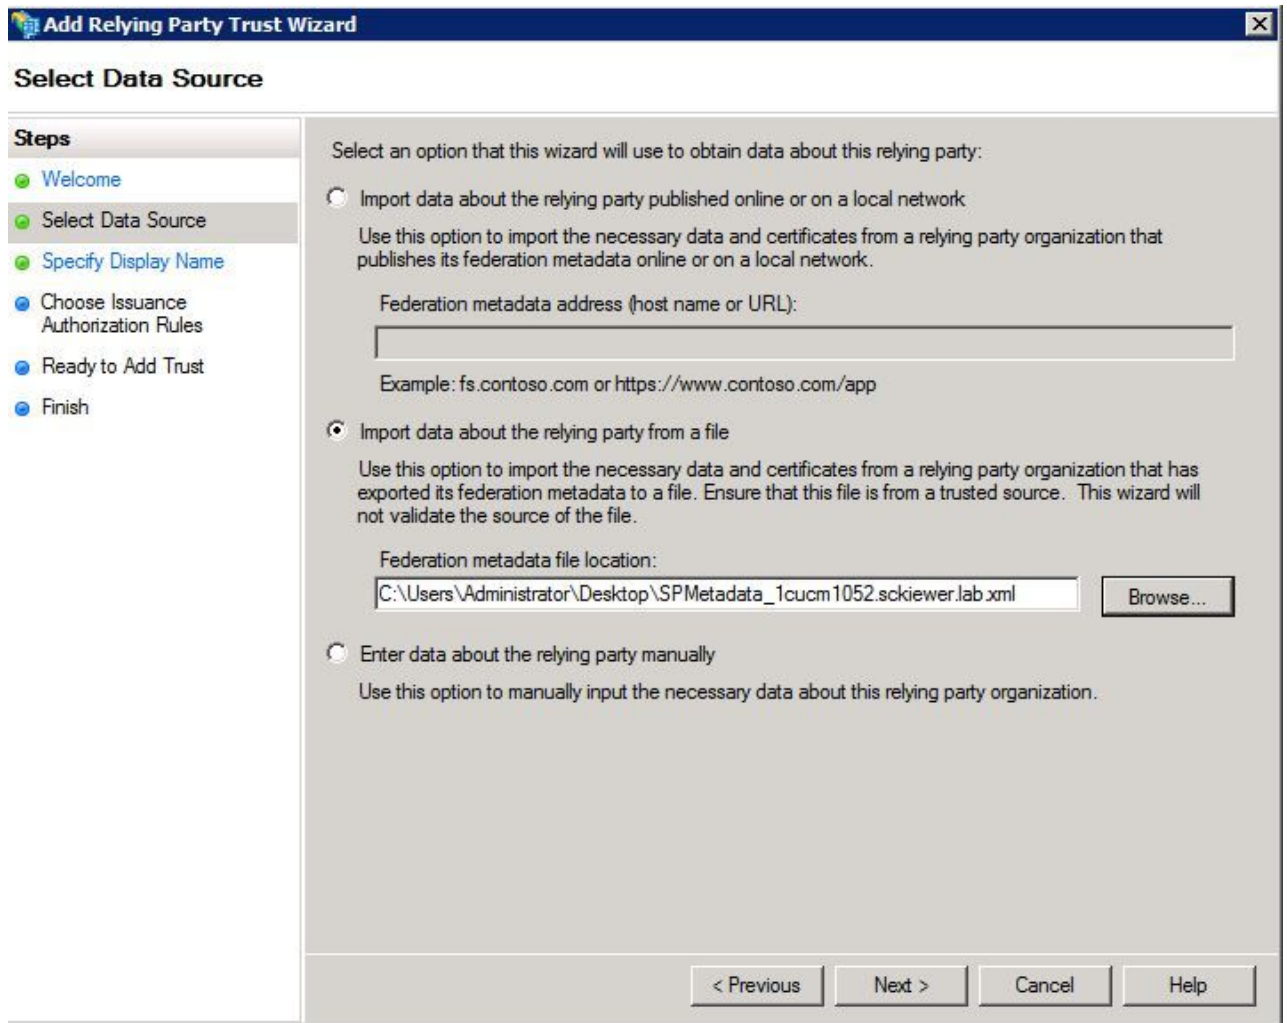 Add Relying Party Trust Wizard
Select Data Source
Steps
Welcome
Select Data Source
Specify Display Name
Choose Issuance
Authorization Rules
Ready to Add Trust
Finish
Select an option that this wizard will use to obtain data about this relying party:
Import data about the relying party published online or on a local network
Use this option to import the necessary data and certificates from a relying party organization that
publishes its federation metadata online or on a local network.
Federation metadata address (host name or URL):
Example: fs.contoso.com or https://www.contoso.com/app
Import data about the relying party from a file
Use this option to import the necessary data and certificates from a relying party organization that has
exported its federation metadata to a file. Ensure that this file is from a trusted source.  This wizard will
not validate the source of the file.
Federation metadata file location:
C:\Users\Administrator\Desktop\SPMetadata_1cucm1052.sckiewer.lab.xml
Browse...
Enter data about the relying party manually
Use this option to manually input the necessary data about this relying party organization.
< Previous
Next >
Cancel
Help